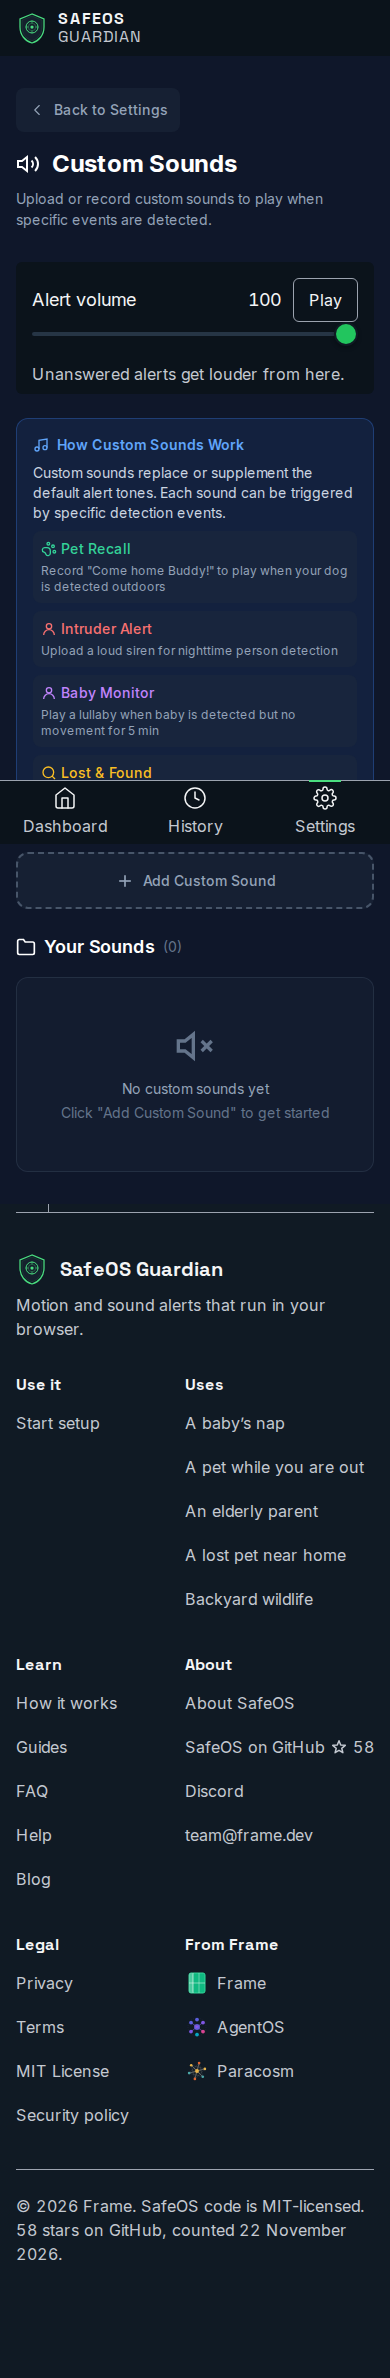 SAFEOS
GUARDIAN
Back to Settings
Custom Sounds
Upload or record custom sounds to play when
specific events are detected.
Alert volume
100
Play
Unanswered alerts get louder from here.
How Custom Sounds Work
Custom sounds replace or supplement the
default alert tones. Each sound can be triggered
by specific detection events.
Pet Recall
Record "Come home Buddy!" to play when your dog
is detected outdoors
Intruder Alert
Upload a loud siren for nighttime person detection
Baby Monitor
Play a lullaby when baby is detected but no
movement for 5 min
Lost & Found
Dashboard
History
Settings
Add Custom Sound
Your Sounds (0)
No custom sounds yet
Click "Add Custom Sound" to get started
SafeOS Guardian
Motion and sound alerts that run in your
browser.
Use it
Start setup
Uses
A baby’s nap
A pet while you are out
An elderly parent
A lost pet near home
Backyard wildlife
Learn
How it works
Guides
FAQ
Help
Blog
About
About SafeOS
SafeOS on GitHub ☆ 58
Discord
team@frame.dev
Legal
Privacy
Terms
MIT License
Security policy
From Frame
Frame
AgentOS
Paracosm
© 2026 Frame. SafeOS code is MIT-licensed.
58 stars on GitHub, counted 22 November
2026.